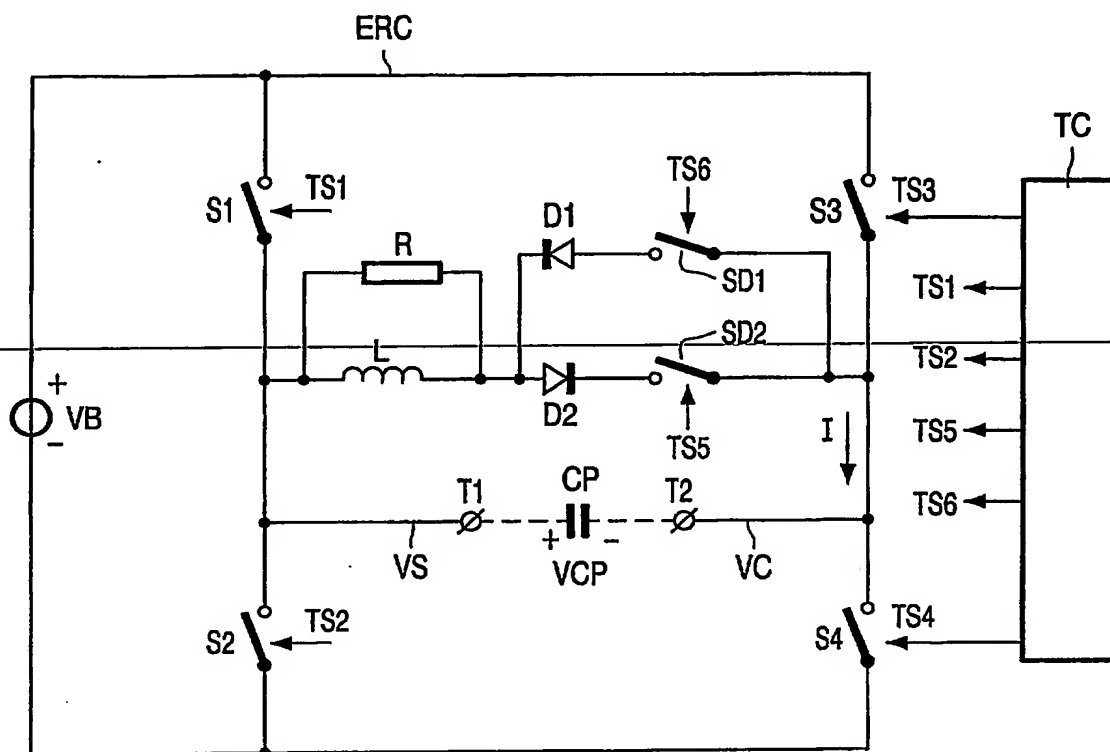 ERC
TC
TS6
S1
TS1
D1
S3
TS3
R
SD1
TS1
SD2
L
TS2
+
VB
-
D2
TS5
I
TS5
T1
CP
T2
TS6
+
-
VS
VCP
VC
S2
TS2
S4
TS4